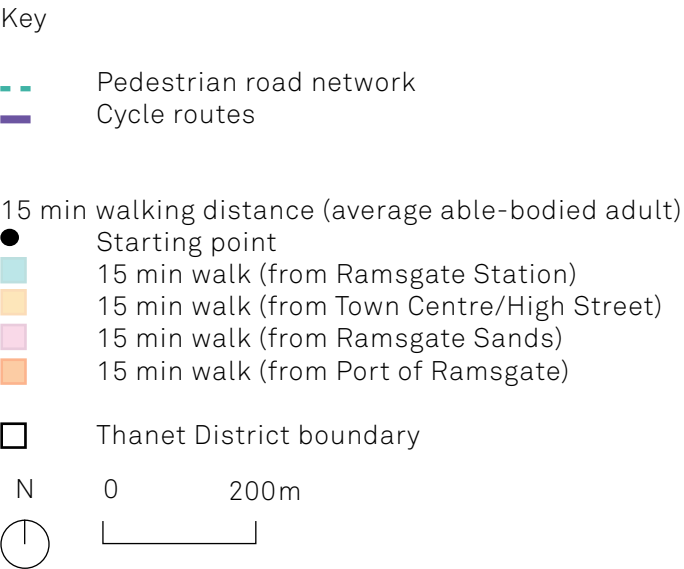 Key
Pedestrian road network
Cycle routes
15 min walking distance (average able-bodied adult)
Starting point
15 min walk (from Ramsgate Station)
15 min walk (from Town Centre/High Street)
15 min walk (from Ramsgate Sands)
15 min walk (from Port of Ramsgate)
Thanet District boundary
N 0 200m